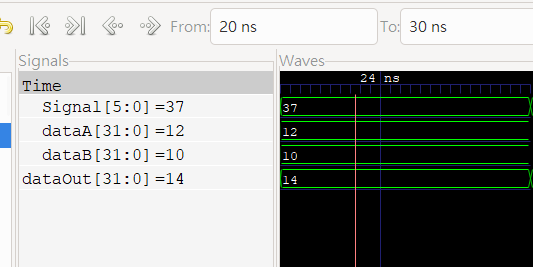 From: 20 ns To: 30 ns
Signals Waves
Time 24 ns
Signal[5:0] =37 37
dataA[31:0] =12 12
dataB[31:0] =10 10
dataOut[31:0] =14 14